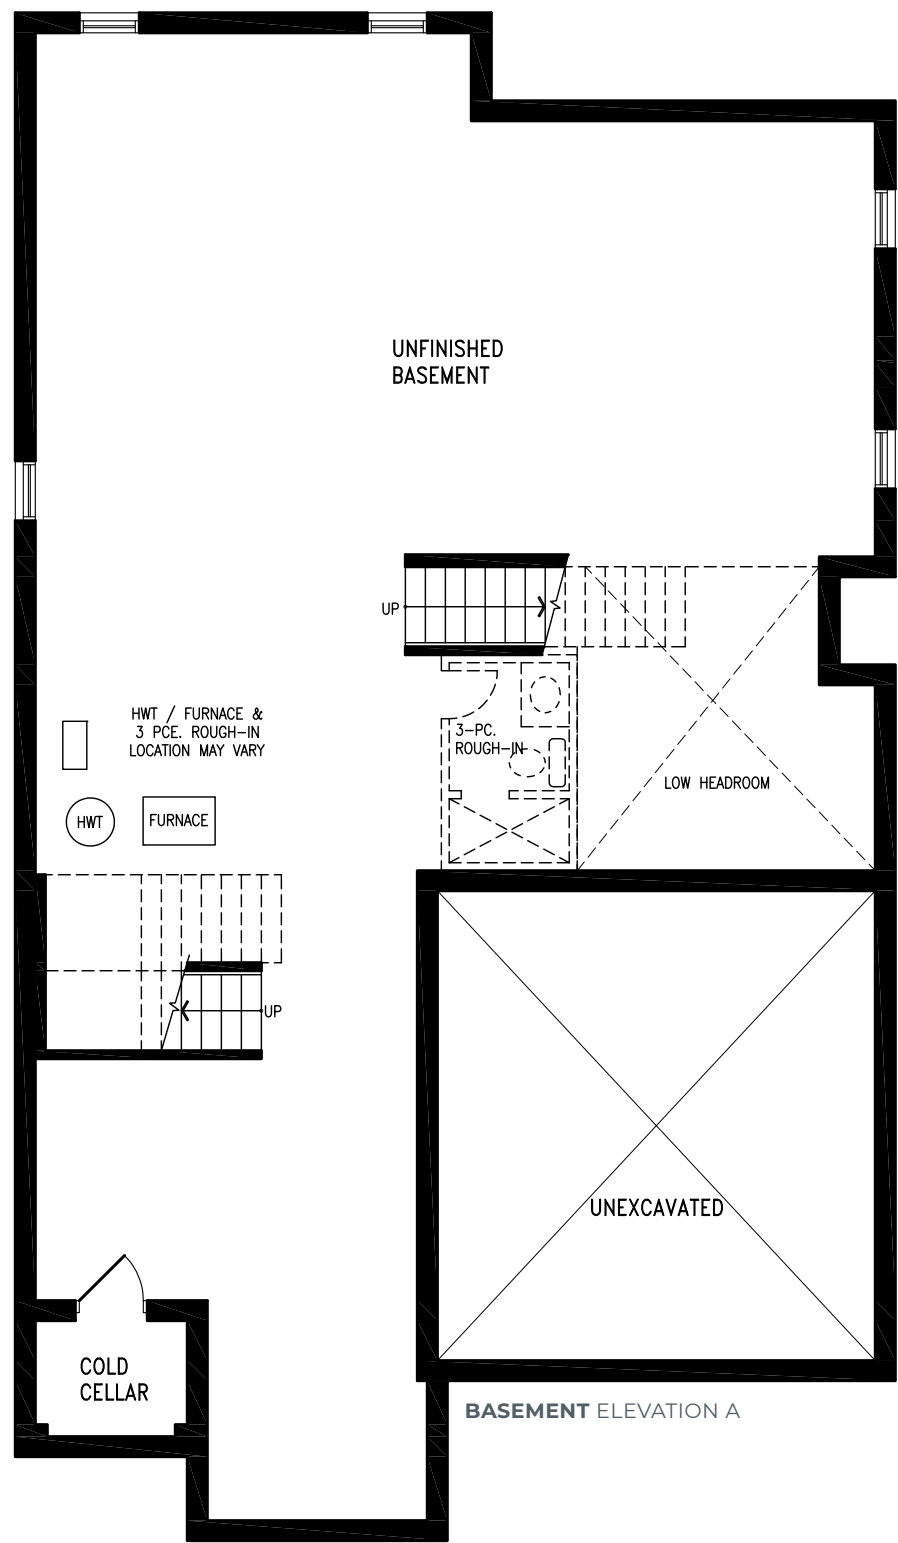 UNFINISHED
BASEMENT
UP
HWT / FURNACE &
3 PCE. ROUGH-IN
LOCATION MAY VARY
3-PC.
ROUGH-IN
LOW HEADROOM
HWT
FURNACE
UP
UNEXCAVATED
COLD
CELLAR
BASEMENT ELEVATION A